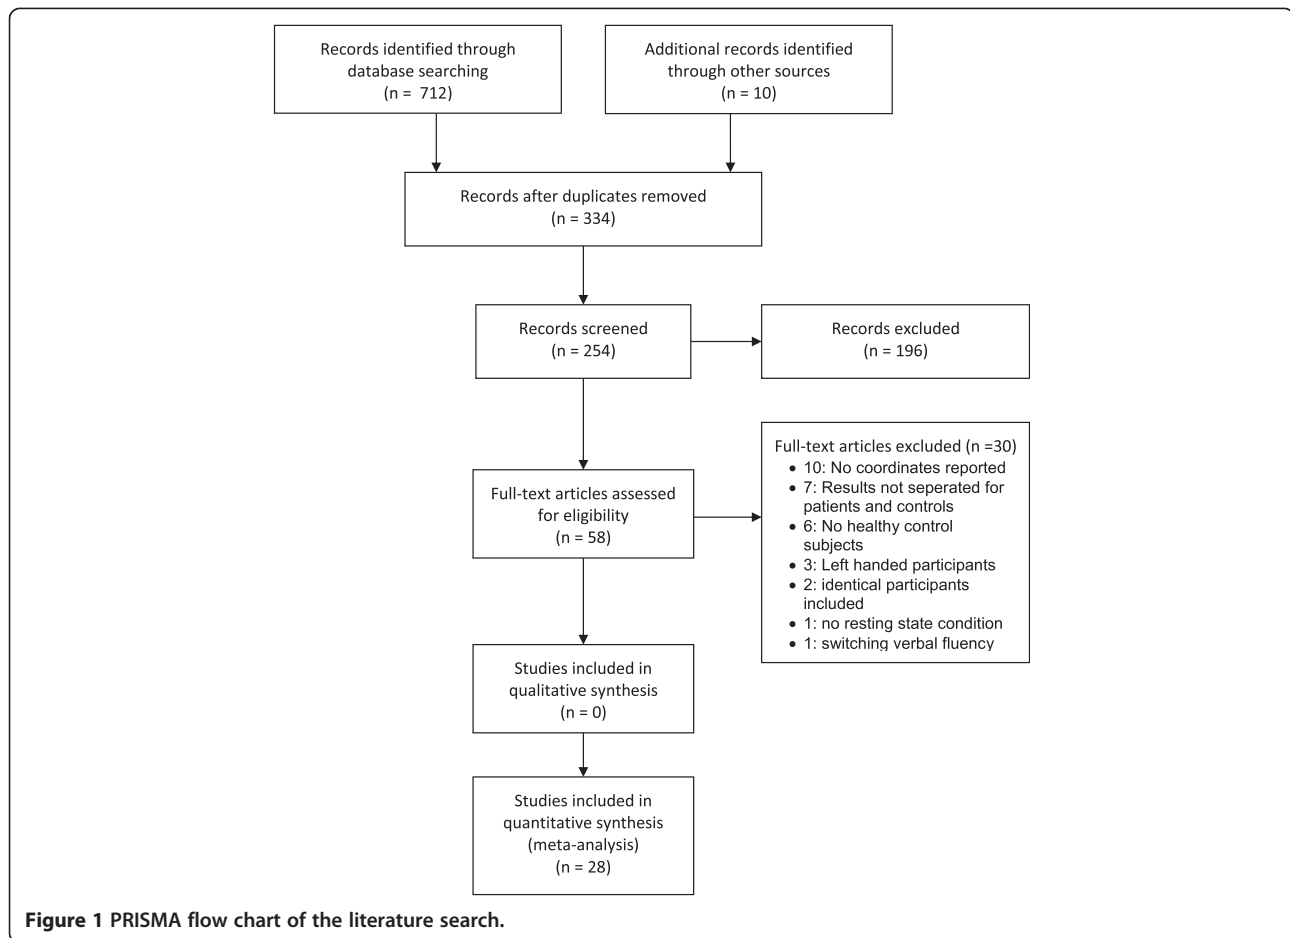 Records identified through
database searching
(n = 712)
Additional records identified
through other sources
(n = 10)
Records after duplicates removed
(n = 334)
Records screened
(n = 254)
Records excluded
(n = 196)
Full-text articles assessed
for eligibility
(n = 58)
Full-text articles excluded (n =30)
• 10: No coordinates reported
• 7: Results not seperated for
patients and controls
• 6: No healthy control
subjects
• 3: Left handed participants
• 2: identical participants
included
• 1: no resting state condition
• 1: switching verbal fluency
Studies included in
qualitative synthesis
(n = 0)
Studies included in
quantitative synthesis
(meta-analysis)
(n = 28)
Figure 1 PRISMA flow chart of the literature search.